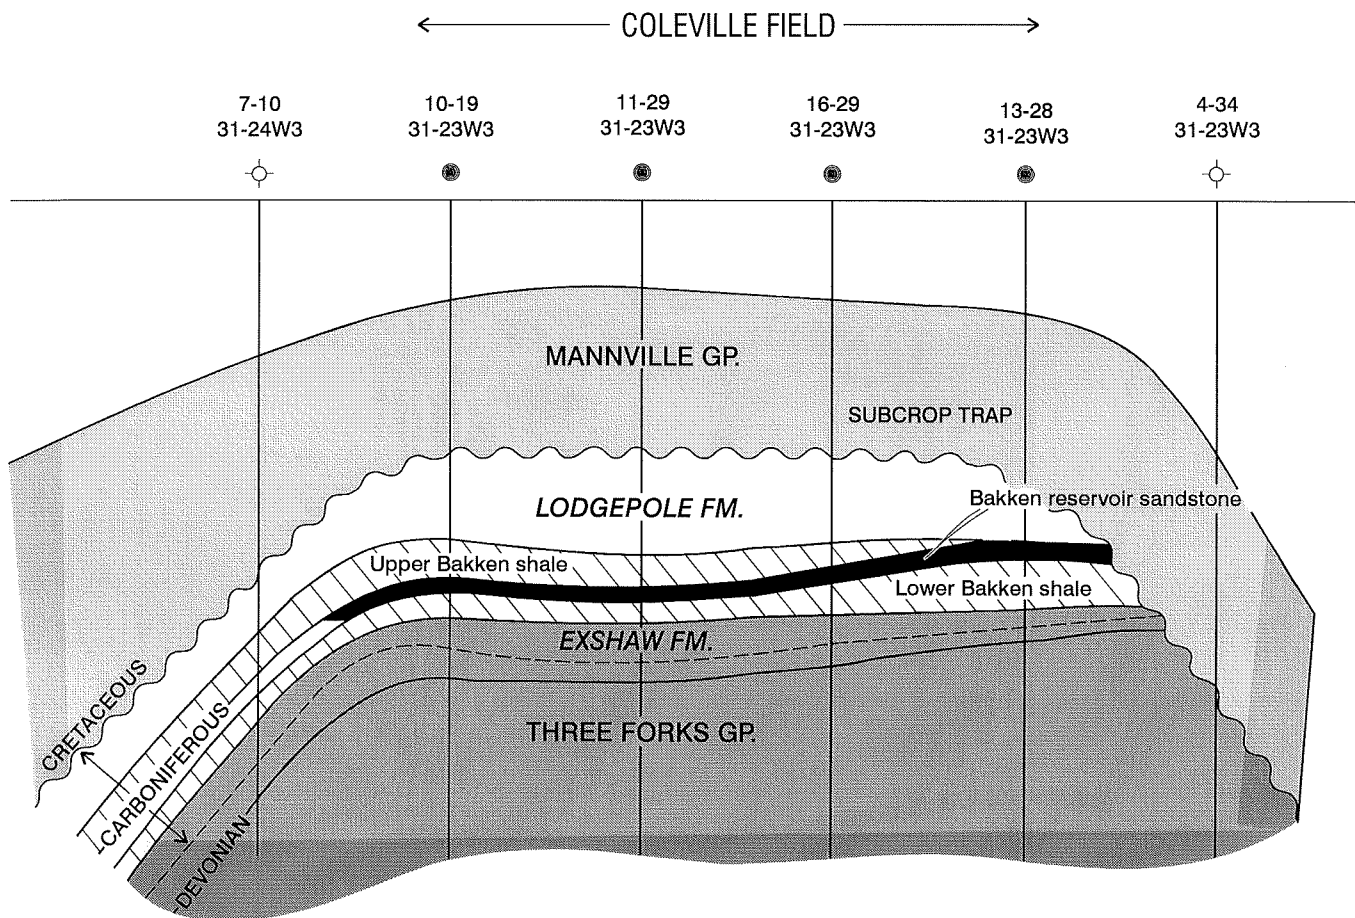 COLEVILLE FIELD
7-10
31-24W3
10-19
31-23W3
11-29
31-23W3
16-29
31-23W3
13-28
31-23W3
4-34
31-23W3
MANNVILLE GP.
SUBCROP TRAP
Bakken reservoir sandstone
LODGEPOLE FM.
Upper Bakken shale
Lower Bakken shale
EXSHAW FM.
THREE FORKS GP.
CRETACEOUS
CARBONIFEROUS
DEVONIAN